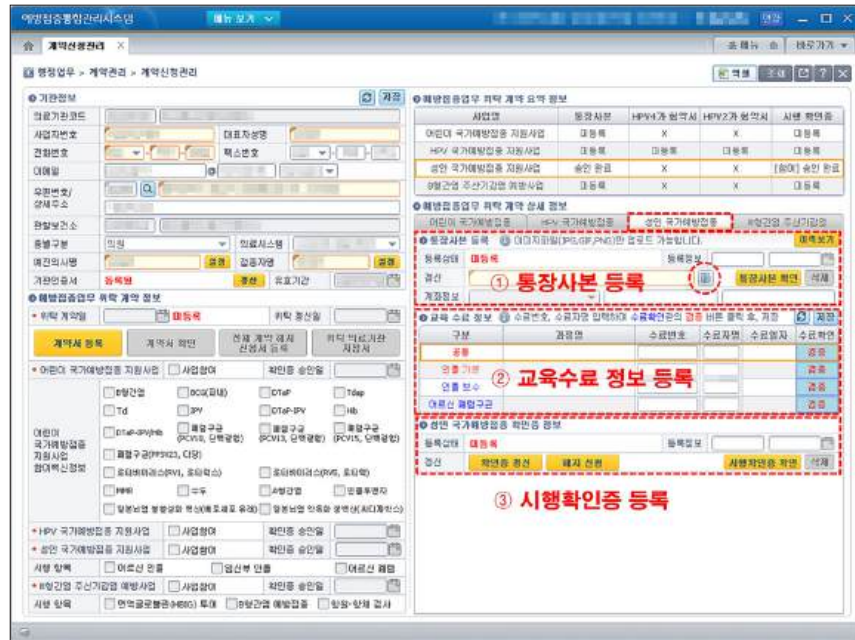 예방접종통합관리시스템 메뉴 보기
계약신청관리 × 홈 메뉴 바로가기
행정업무 > 계약관리 > 계약신청관리 엑셀 조회 ? ×
기관정보 저장
의료기관코드
사업자번호 대표자성명
전화번호 팩스번호
이메일 @
우편번호/
상세주소
관할보건소
종별구분 의원 의료시스템
예진의사명 설정 접종자명 설정
기관인증서 등록됨 갱신 유효기간
예방접종업무 위탁 계약 정보
* 위탁 계약일 미등록 위탁 갱신일
계약서 등록 계약서 확인 전체 계약 해지 신청서 등록 위탁 의료기관 지정서
* 어린이 국가예방접종 지원사업 사업참여 확인증 승인일
어린이
국가예방접종
지원사업
참여백신정보
B형간염 BCG(피내) DTaP Tdap
Td IPV DTaP-IPV Hib
DTaP-IPV/Hib 폐렴구균(PCV10, 단백결합) 폐렴구균(PCV13, 단백결합) 폐렴구균(PCV15, 단백결합)
폐렴구균(PPSV23, 다당)
로타바이러스(RV1, 로타릭스) 로타바이러스(RV5, 로타텍)
MMR 수두 A형간염 인플루엔자
* HPV 국가예방접종 지원사업 사업참여 확인증 승인일
* 성인 국가예방접종 지원사업 사업참여 확인증 승인일
시행 항목 어르신 인플 임산부 인플 어르신 폐렴
* B형간염 주산기감염 예방사업 사업참여 확인증 승인일
시행 항목 면역글로불린(HBIG) 투여 B형간염 예방접종 항원·항체 검사
예방접종업무 위탁 계약 요약 정보
사업명 통장사본 HPV4가 협약서 HPV2가 협약서 시행 확인증
어린이 국가예방접종 지원사업 미등록 X X 미등록
HPV 국가예방접종 지원사업 미등록 미등록 미등록 미등록
성인 국가예방접종 지원사업 승인 완료 X X [참여] 승인 완료
B형간염 주산기감염 예방사업 미등록 X X 미등록
예방접종업무 위탁 계약 상세 정보
어린이 국가예방접종 HPV 국가예방접종 성인 국가예방접종 B형간염 주산기감염
통장사본 등록 이미지파일(JPG,GIF,PNG)만 업로드 가능합니다. 이력보기
등록상태 미등록 등록정보
갱신 통장사본 확인 삭제
① 통장사본 등록
계좌정보
교육 수료 정보 수료번호, 수료자명 입력하여 수료확인란의 검증 버튼 클릭 후, 저장 저장
구분 과정명 수료번호 수료자명 수료일자 수료확인
공통 검증
인플 기본 검증
② 교육수료 정보 등록
인플 보수 검증
어르신 폐렴구균 검증
성인 국가예방접종 확인증 정보
등록상태 미등록 등록정보
갱신 확인증 갱신 해지 신청 시행확인증 확인 삭제
③ 시행확인증 등록